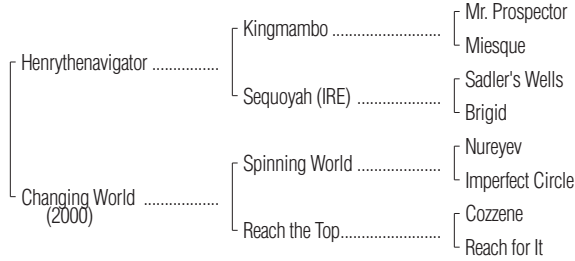 Mr. Prospector
Kingmambo ....................
Miesque
Henrythenavigator ................
Sadler's Wells
Sequoyah (IRE) ...............
Brigid
Nureyev
Spinning World ...............
Imperfect Circle
Changing World ..................
(2000)
Cozzene
Reach the Top..................
Reach for It